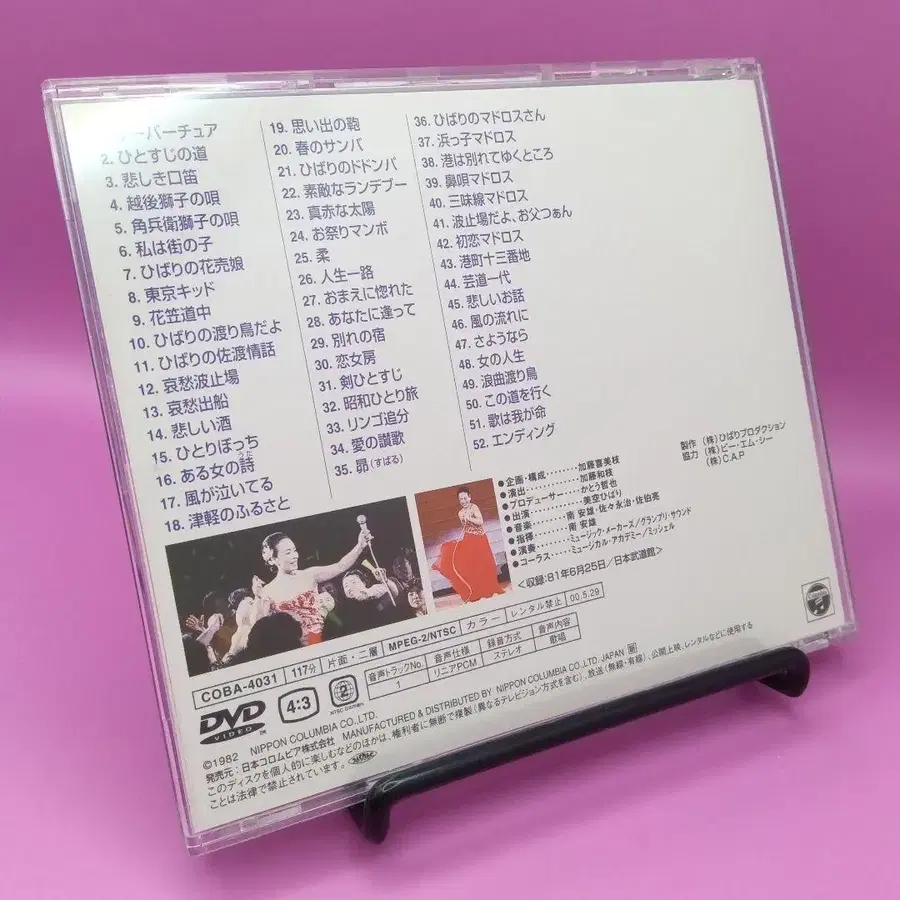 ーバーチュア
2. ひとすじの道
3. 悲しき口笛
4. 越後獅子の唄
5. 角兵衛獅子の唄
6. 私は街の子
7. ひばりの花売娘
8. 東京キッド
9. 花笠道中
10. ひばりの渡り鳥だよ
11. ひばりの佐渡情話
12. 哀愁波止場
13. 哀愁出船
14. 悲しい酒
15. ひとりぼっち
16. ある女の詩
うた
17. 風が泣いてる
18. 津軽のふるさと
19. 思い出の鞄
20. 春のサンバ
21. ひばりのドドンパ
22. 素敵なランデブー
23. 真赤な太陽
24. お祭りマンボ
25. 柔
26. 人生一路
27. おまえに惚れた
28. あなたに逢って
29. 別れの宿
30. 恋女房
31. 剣ひとすじ
32. 昭和ひとり旅
33. リンゴ追分
34. 愛の讃歌
35. 昴(すばる)
36. ひばりのマドロスさん
37. 浜っ子マドロス
38. 港は別れてゆくところ
39. 鼻唄マドロス
40. 三味線マドロス
41. 波止場だよ、お父つぁん
42. 初恋マドロス
43. 港町十三番地
44. 芸道一代
45. 悲しいお話
46. 風の流れに
47. さようなら
48. 女の人生
49. 浪曲渡り鳥
50. この道を行く
51. 歌は我が命
52. エンディング
製作 (株)ひばりプロダクション
協力 (株)ビー・エム・シー
(株)C.A.P
●企画・構成………加藤喜美枝
●演出………加藤和枝
●プロデューサー……かとう哲也
●出演………美空ひばり
●音楽………南 安雄・佐々永治・佐伯亮
●指揮………南 安雄
●演奏………ミュージック・メーカーズ/グランプリ・サウンド
●コーラス……ミュージカル・アカデミー/ミッシェル
<収録:81年6月25日/日本武道館>
COLUMBIA
COBA-4031 117分 片面・二層 MPEG-2/NTSC カラー レンタル禁止 00.5.29
音声トラックNo. 音声仕様 録音方式 音声内容
1 リニアPCM ステレオ 歌唱
DVD VIDEO 4:3 2 NTSC
©1982 NIPPON COLUMBIA CO.,LTD. MANUFACTURED & DISTRIBUTED BY NIPPON COLUMBIA CO.,LTD. JAPAN
発売元:日本コロムビア株式会社
このディスクを個人的に楽しむなどのほかは、権利者に無断で複製(異なるテレビジョン方式を含む)、放送(無線・有線)、公開上映、レンタルなどに使用する
ことは法律で禁止されています。